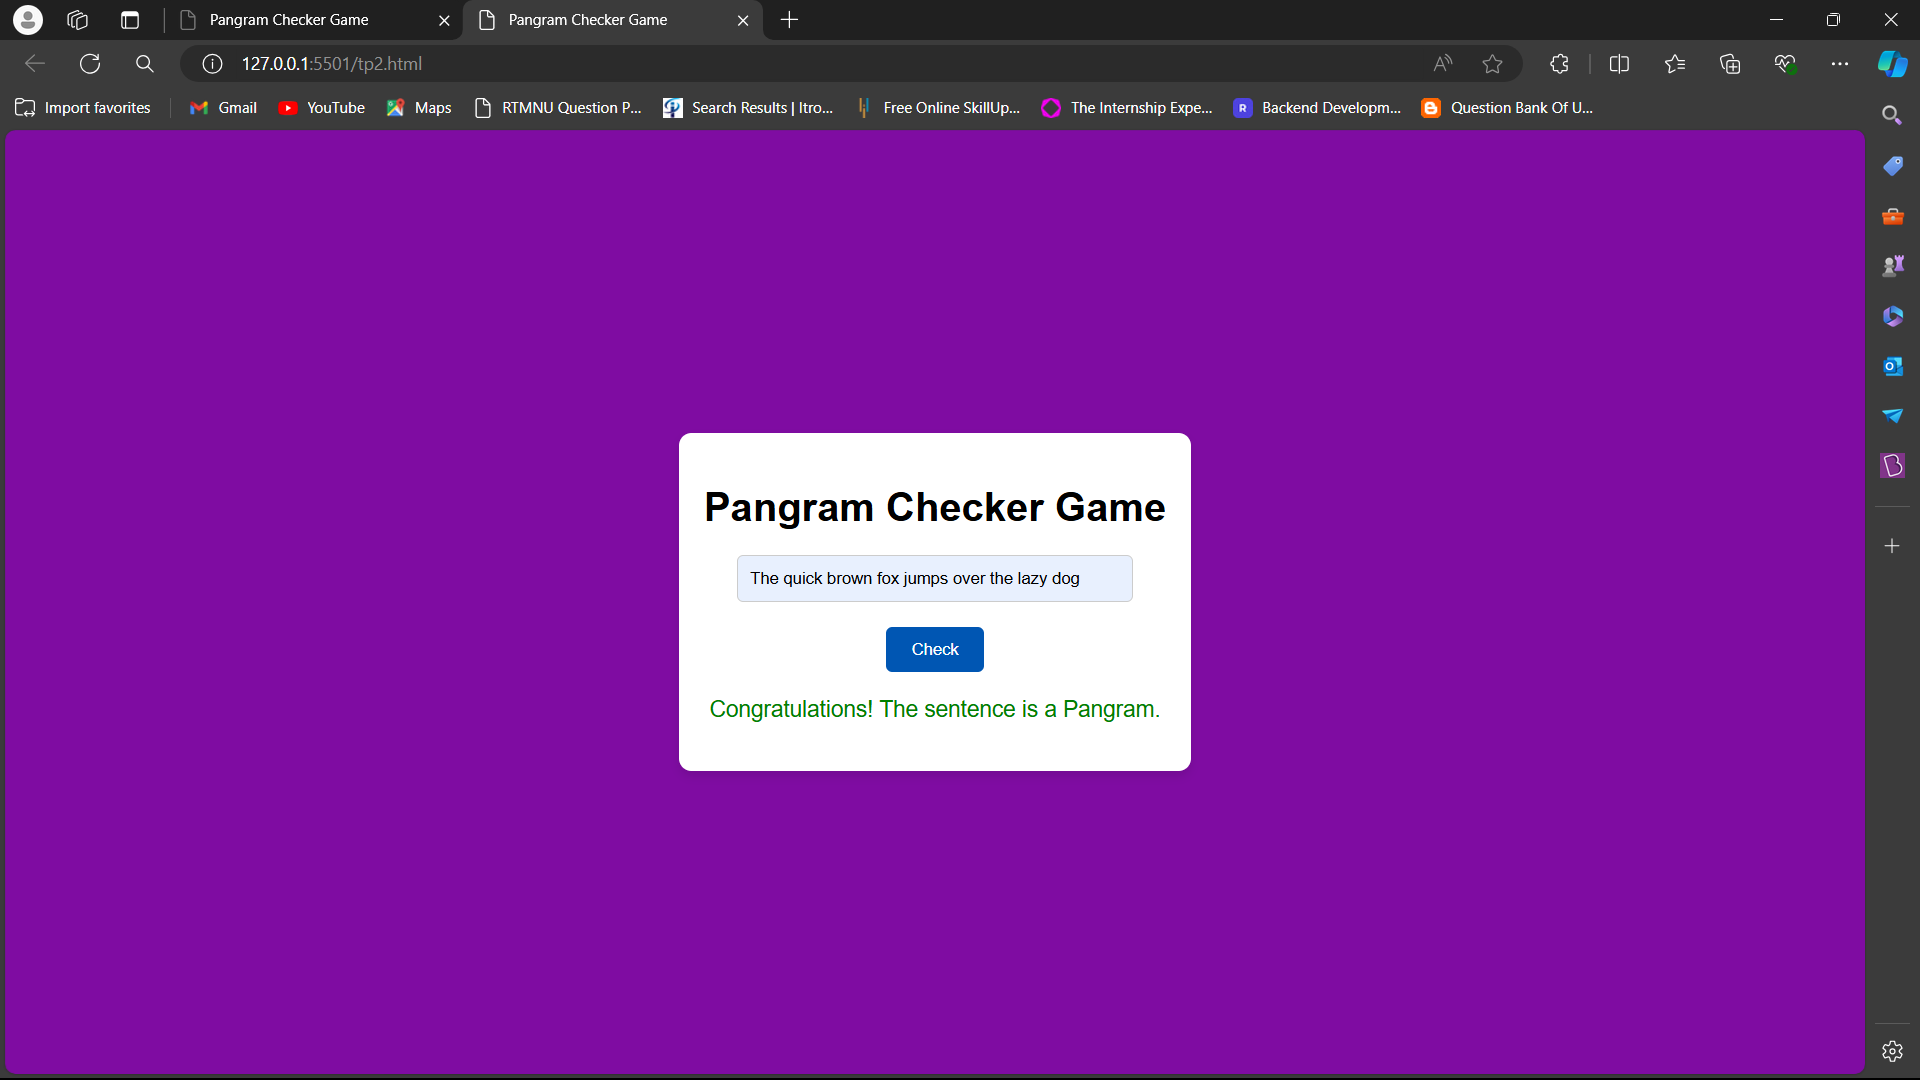 Pangram Checker Game
Pangram Checker Game
127.0.0.1:5501/tp2.html
Import favorites
Gmail
YouTube
Maps
RTMNU Question P...
Search Results | Itro...
Free Online SkillUp...
The Internship Expe...
R
Backend Developm...
Question Bank Of U...
Pangram Checker Game
The quick brown fox jumps over the lazy dog
Check
Congratulations! The sentence is a Pangram.